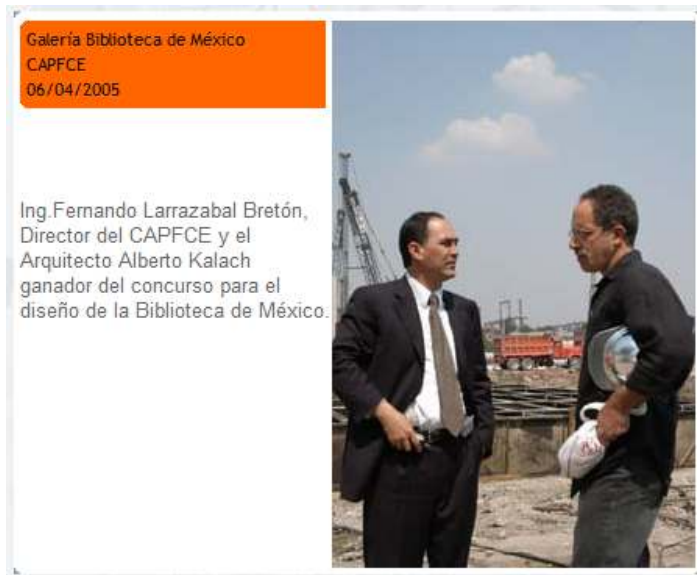 Galería Biblioteca de México
CAPFCE
06/04/2005
Ing.Fernando Larrazabal Bretón,
Director del CAPFCE y el
Arquitecto Alberto Kalach
ganador del concurso para el
diseño de la Biblioteca de México.